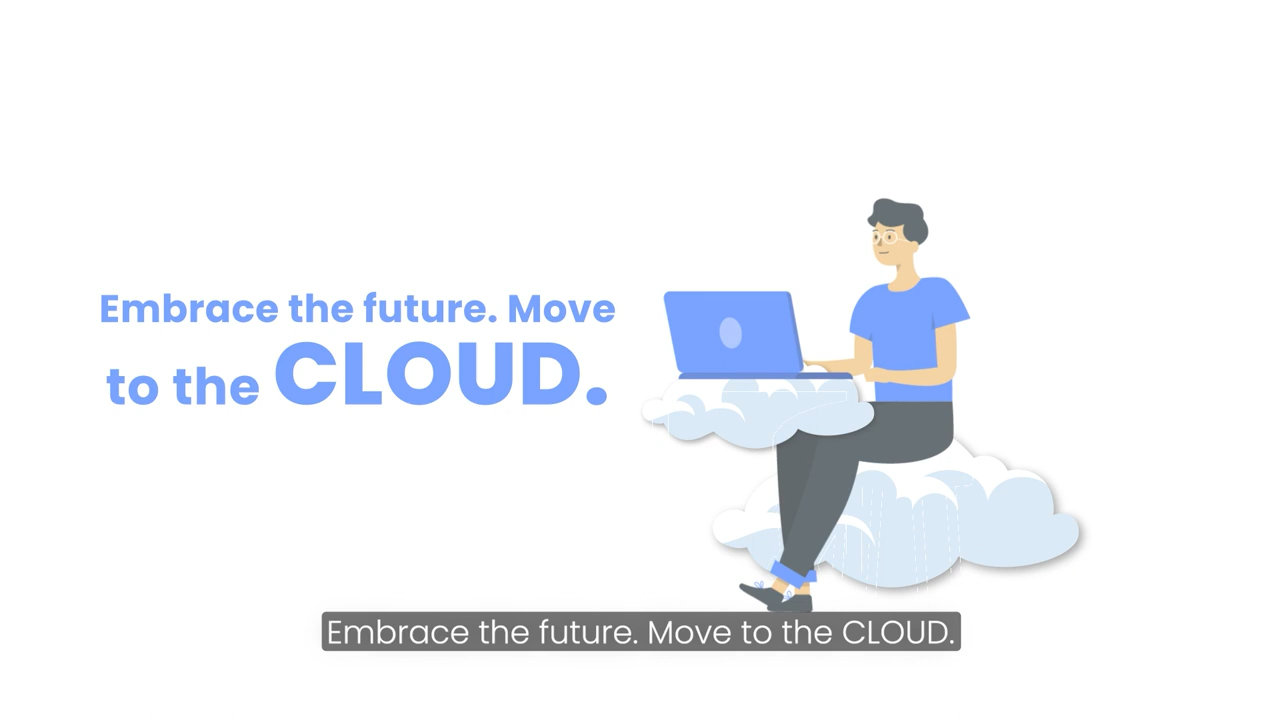 Embrace the future. Move
to the CLOUD.
Embrace the future. Move to the CLOUD.